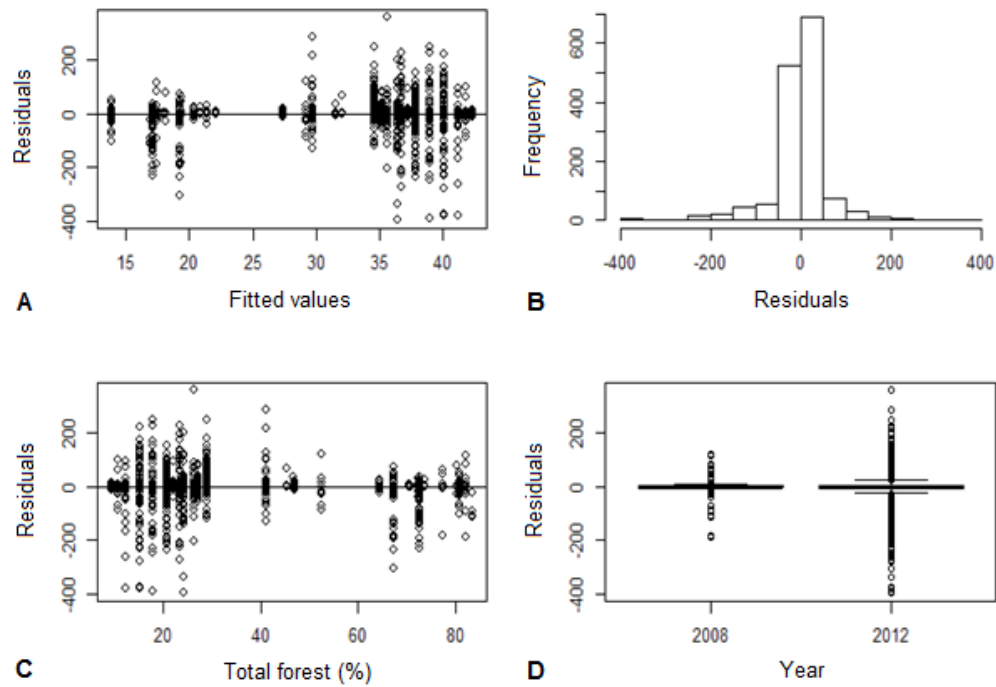 Residuals
200
0
-200
-400
15 20 25 30 35 40
A Fitted values
Frequency
600
400
200
0
-400 -200 0 200 400
B Residuals
Residuals
200
0
-200
-400
20 40 60 80
C Total forest (%)
Residuals
200
0
-200
-400
2008 2012
D Year